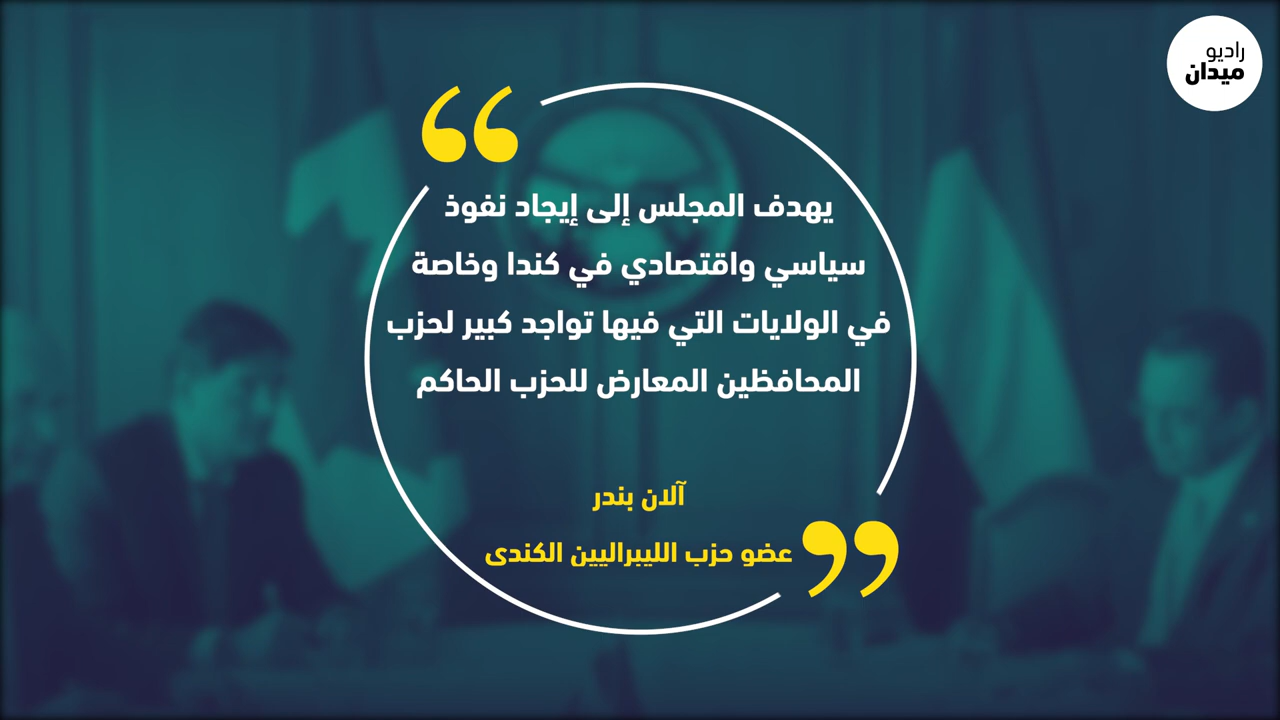 راديو
ميدان
يهدف المجلس إلى إيجاد نفوذ
سياسي واقتصادي في كندا وخاصة
في الولايات التي فيها تواجد كبير لحزب
المحافظين المعارض للحزب الحاكم
آلان بندر
عضو حزب الليبراليين الكندى